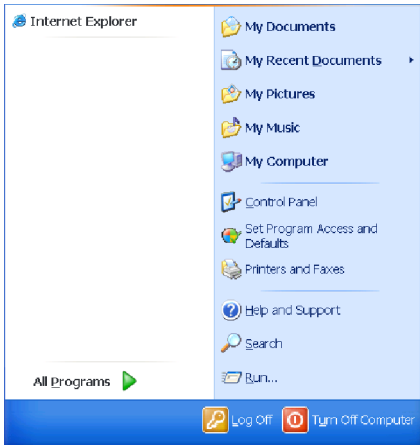 Internet Explorer
All Programs
My Documents
My Recent Documents
My Pictures
My Music
My Computer
Control Panel
Set Program Access and
Defaults
Printers and Faxes
Help and Support
Search
Run...
Log Off
Turn Off Computer